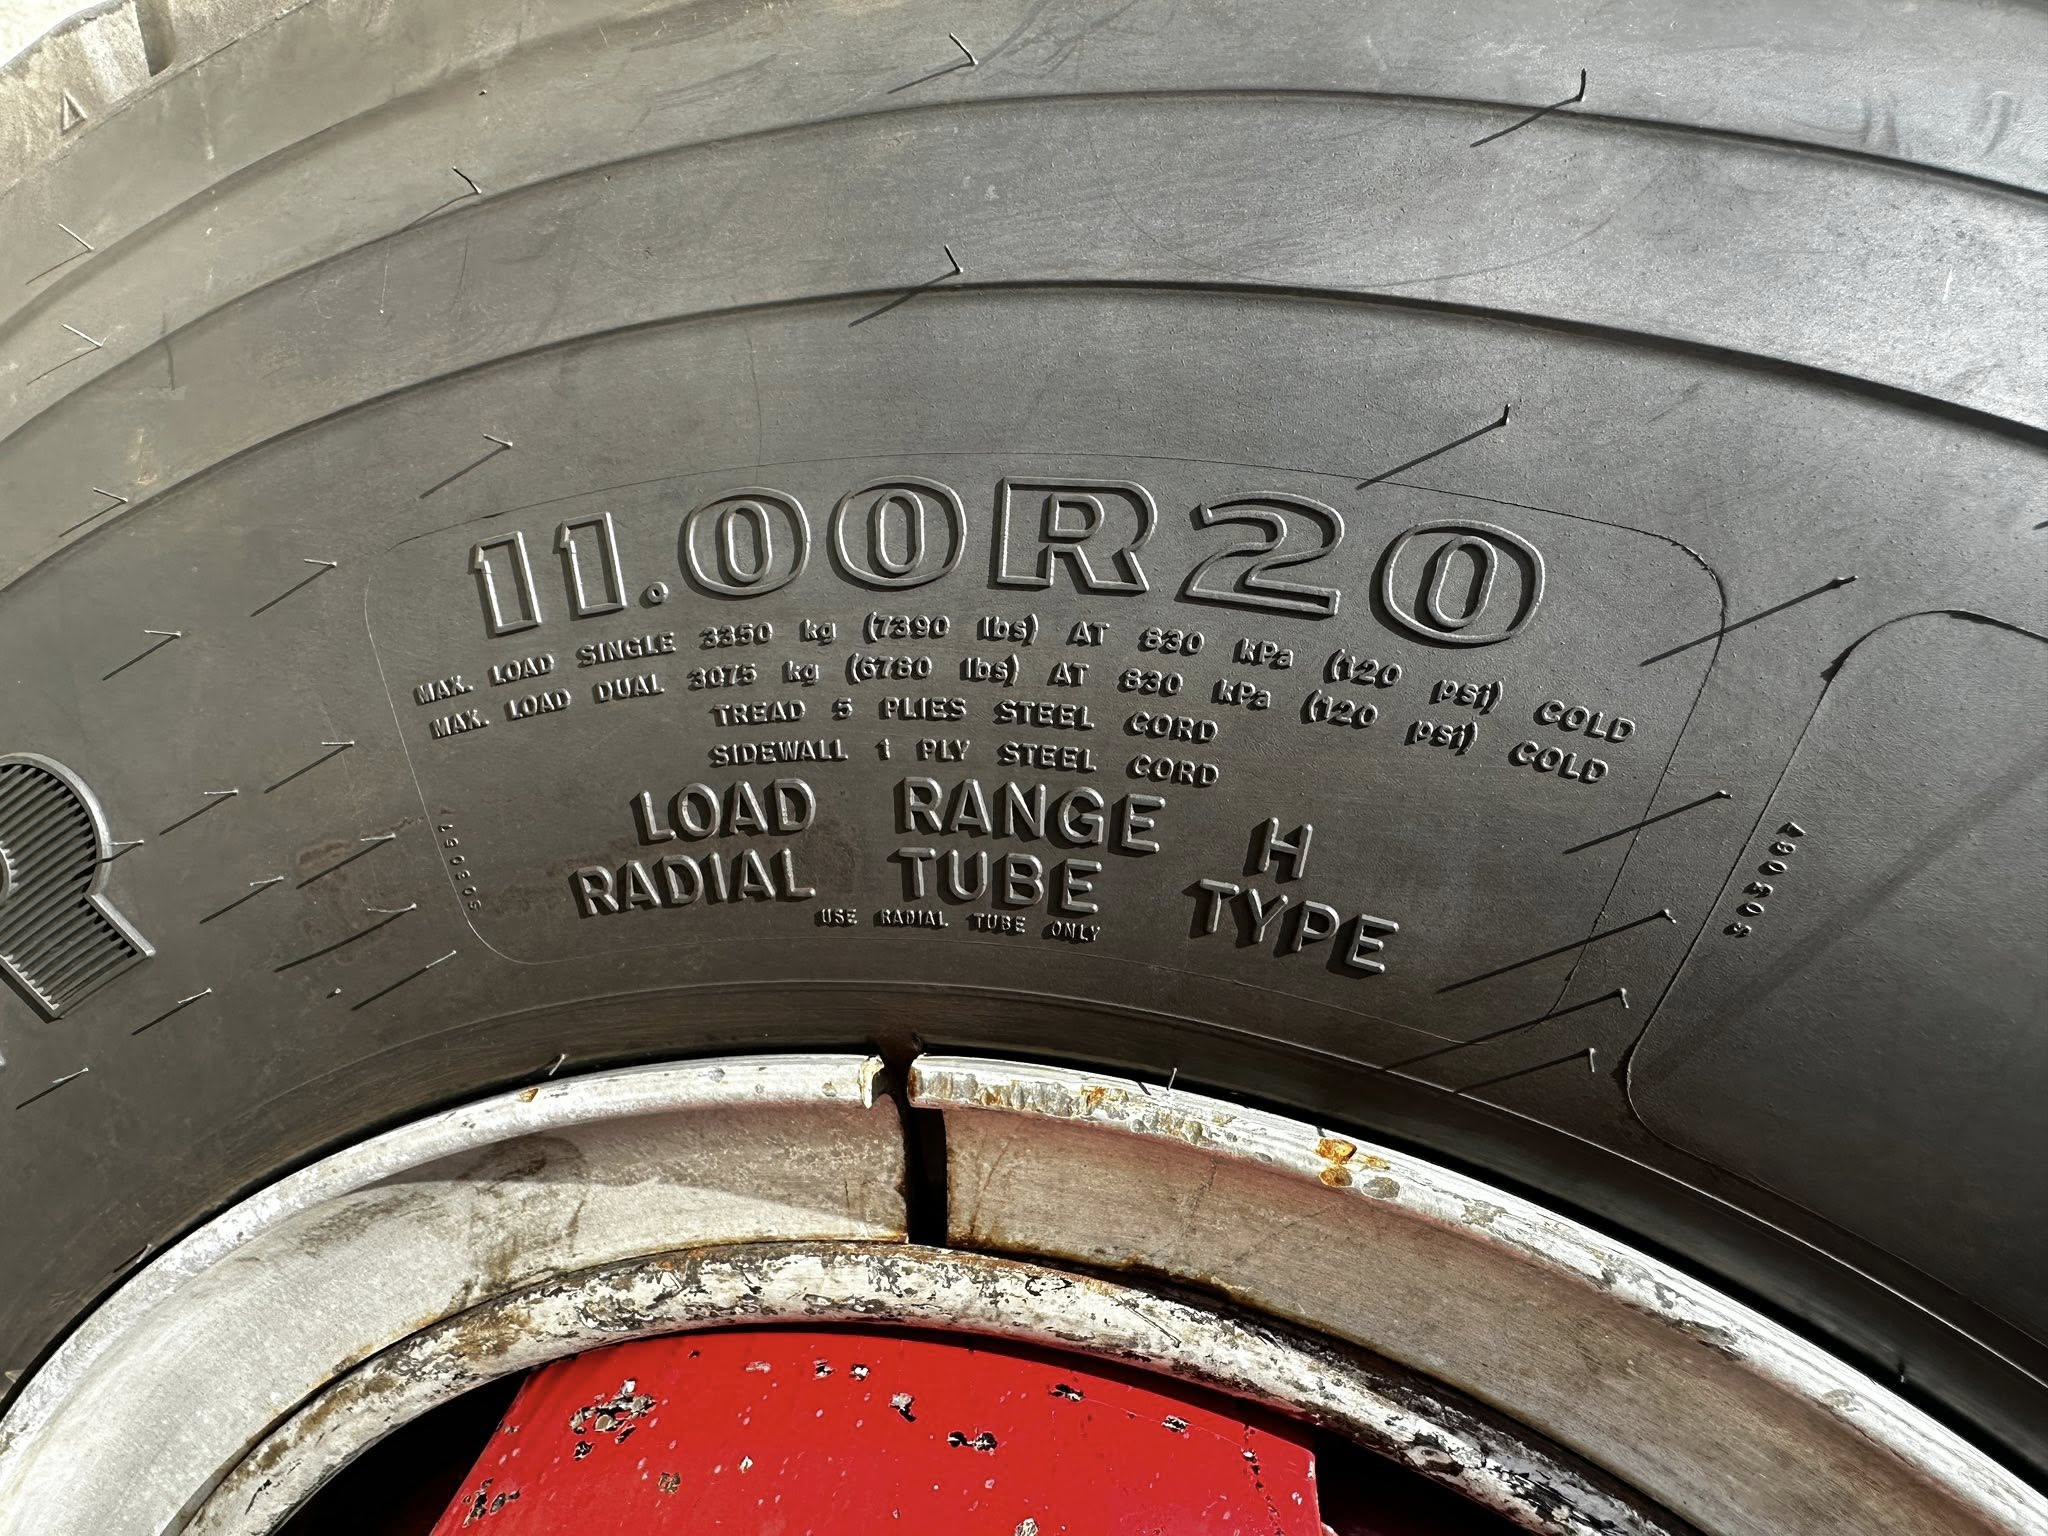 11.00R20
MAX. LOAD SINGLE 3350 kg (7390 lbs) AT 830 kPa (120 psi) COLD
MAX. LOAD DUAL 3075 kg (6780 lbs) AT 830 kPa (120 psi) COLD
TREAD 5 PLIES STEEL CORD
SIDEWALL 1 PLY STEEL CORD
LOAD RANGE H
RADIAL TUBE TYPE
USE RADIAL TUBE ONLY